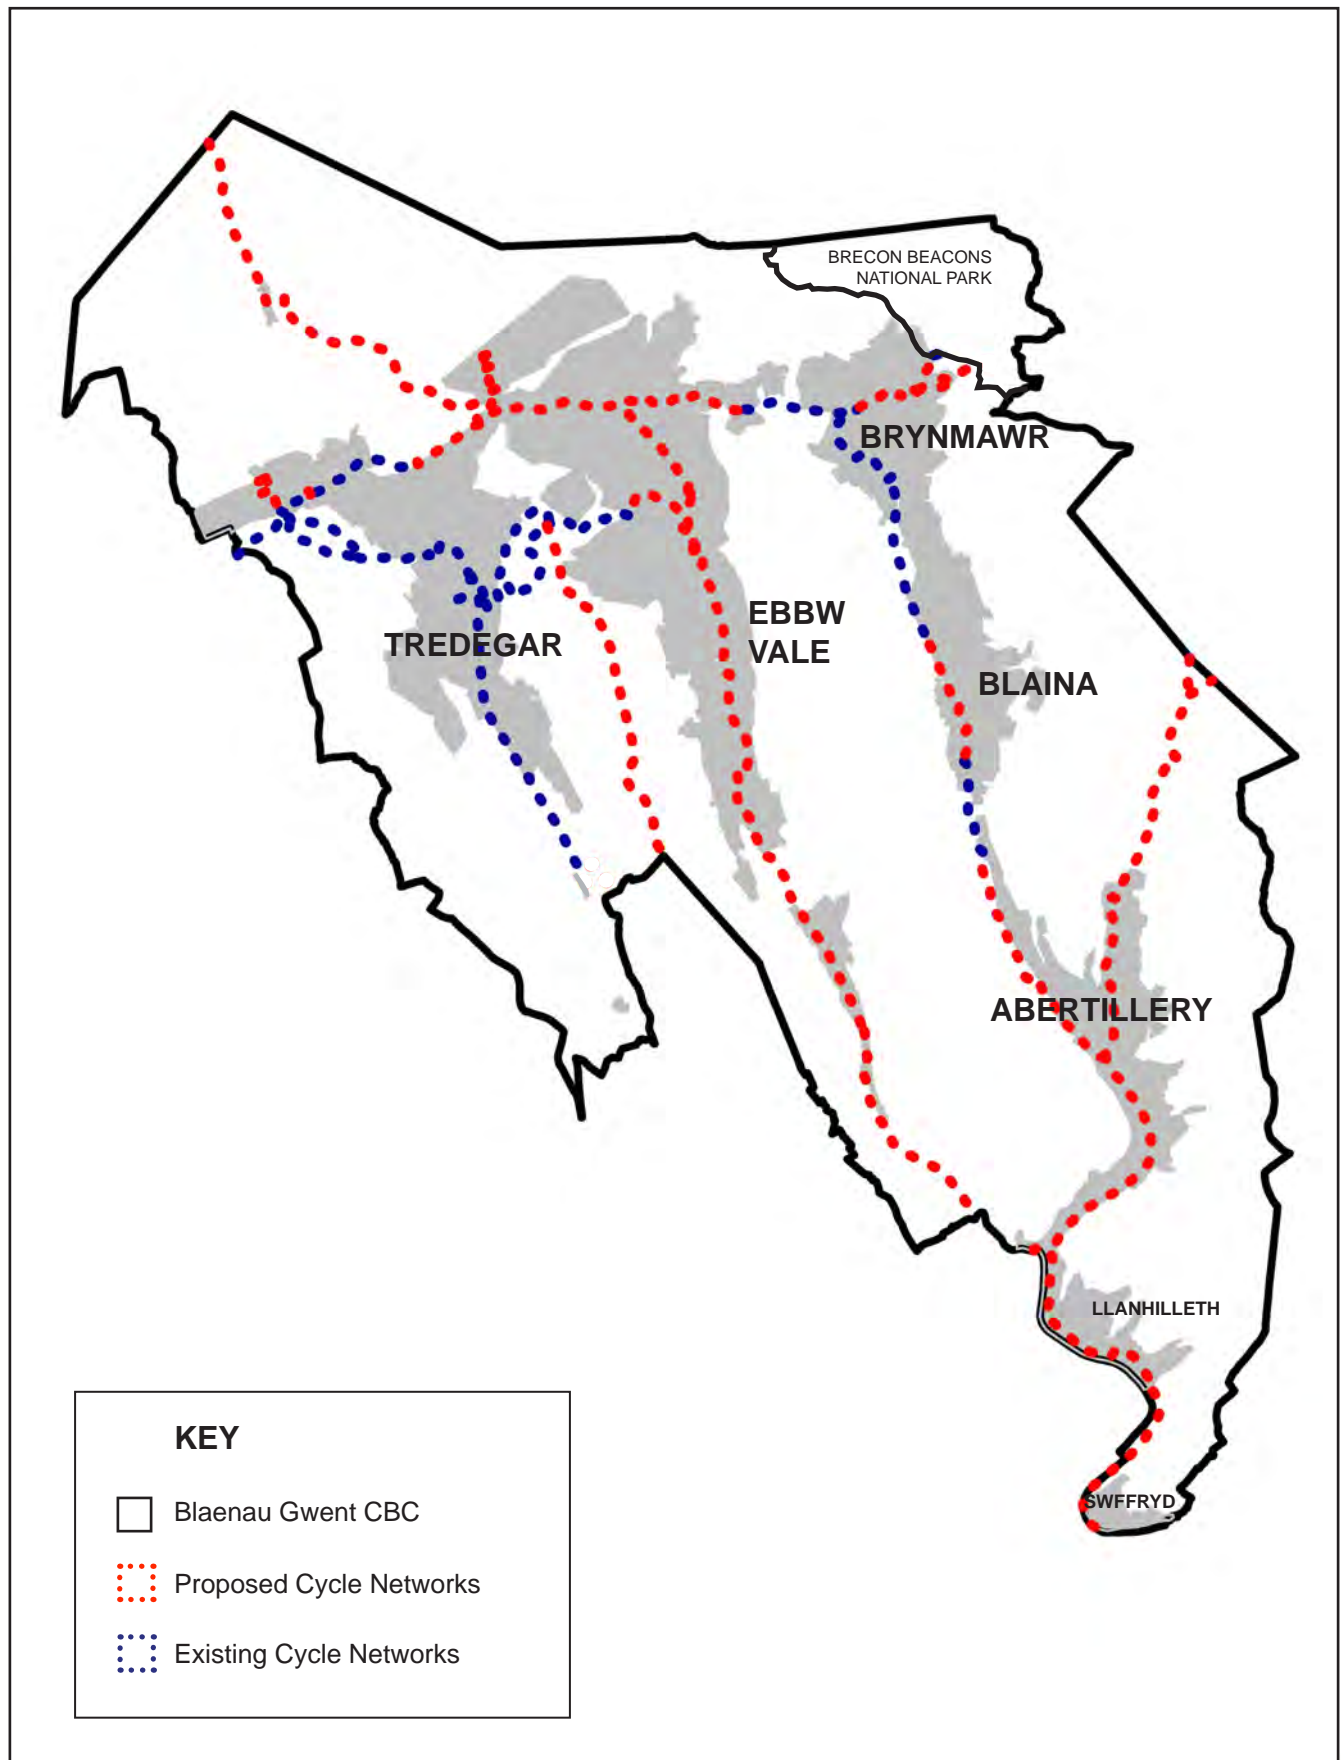 BRECON BEACONS
NATIONAL PARK
BRYNMAWR
EBBW
VALE
TREDEGAR
BLAINA
ABERTILLERY
LLANHILLETH
SWFFRYD
KEY
Blaenau Gwent CBC
Proposed Cycle Networks
Existing Cycle Networks